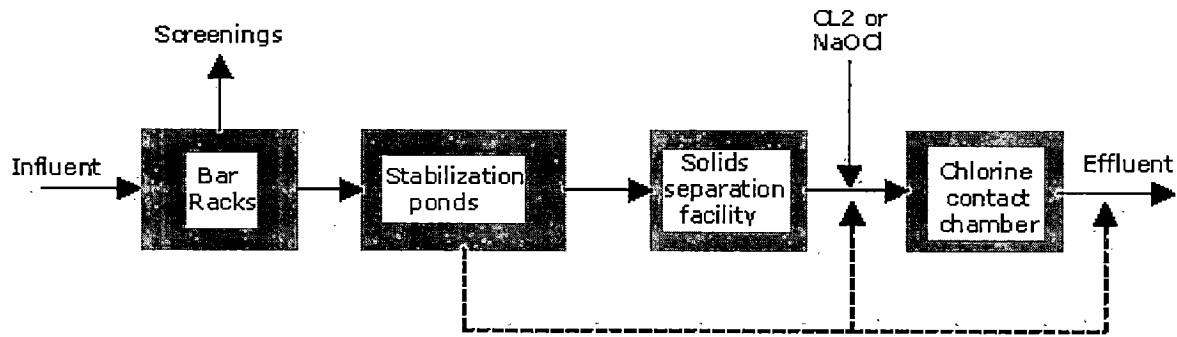 Screenings
CL2 or
NaOCl
Influent
Bar
Racks
Stabilization
ponds
Solids
separation
facility
Chlorine
contact
chamber
Effluent